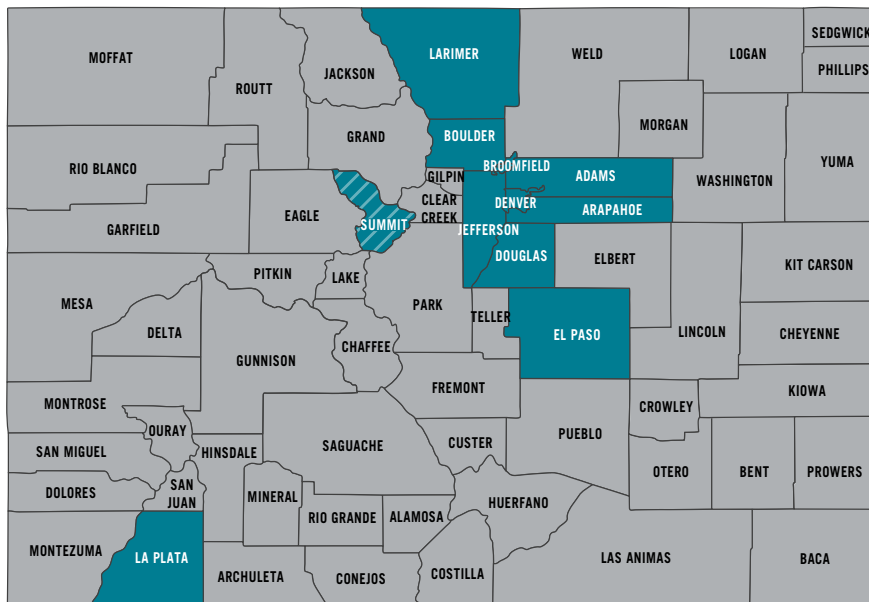 SEDGWICK
LARIMER
WELD
LOGAN
MOFFAT
PHILLIPS
JACKSON
ROUTT
MORGAN
GRAND
BOULDER
YUMA
RIO BLANCO
BROOMFIELD
GILPIN
ADAMS
WASHINGTON
CLEAR
CREEK
DENVER
ARAPAHOE
EAGLE
SUMMIT
GARFIELD
JEFFERSON
DOUGLAS
ELBERT
KIT CARSON
PITKIN
LAKE
MESA
PARK
TELLER
DELTA
EL PASO
LINCOLN
CHEYENNE
CHAFFEE
GUNNISON
FREMONT
KIOWA
MONTROSE
CROWLEY
OURAY
PUEBLO
SAN MIGUEL
HINSDALE
SAGUACHE
CUSTER
OTERO
BENT
PROWERS
DOLORES
SAN
JUAN
MINERAL
HUERFANO
RIO GRANDE
ALAMOSA
MONTEZUMA
LA PLATA
LAS ANIMAS
BACA
ARCHULETA
CONEJOS
COSTILLA